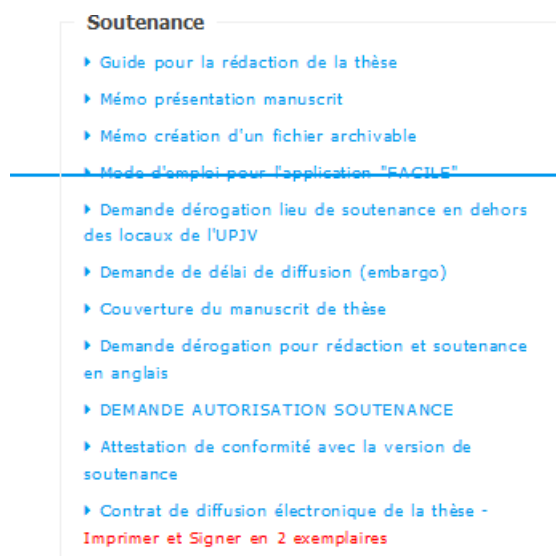 Soutenance
Guide pour la rédaction de la thèse
Mémo présentation manuscrit
Mémo création d'un fichier archivable
Mode d'emploi pour l'application "FACILE"
Demande dérogation lieu de soutenance en dehors
des locaux de l'UPJV
Demande de délai de diffusion (embargo)
Couverture du manuscrit de thèse
Demande dérogation pour rédaction et soutenance
en anglais
DEMANDE AUTORISATION SOUTENANCE
Attestation de conformité avec la version de
soutenance
Contrat de diffusion électronique de la thèse -
Imprimer et Signer en 2 exemplaires